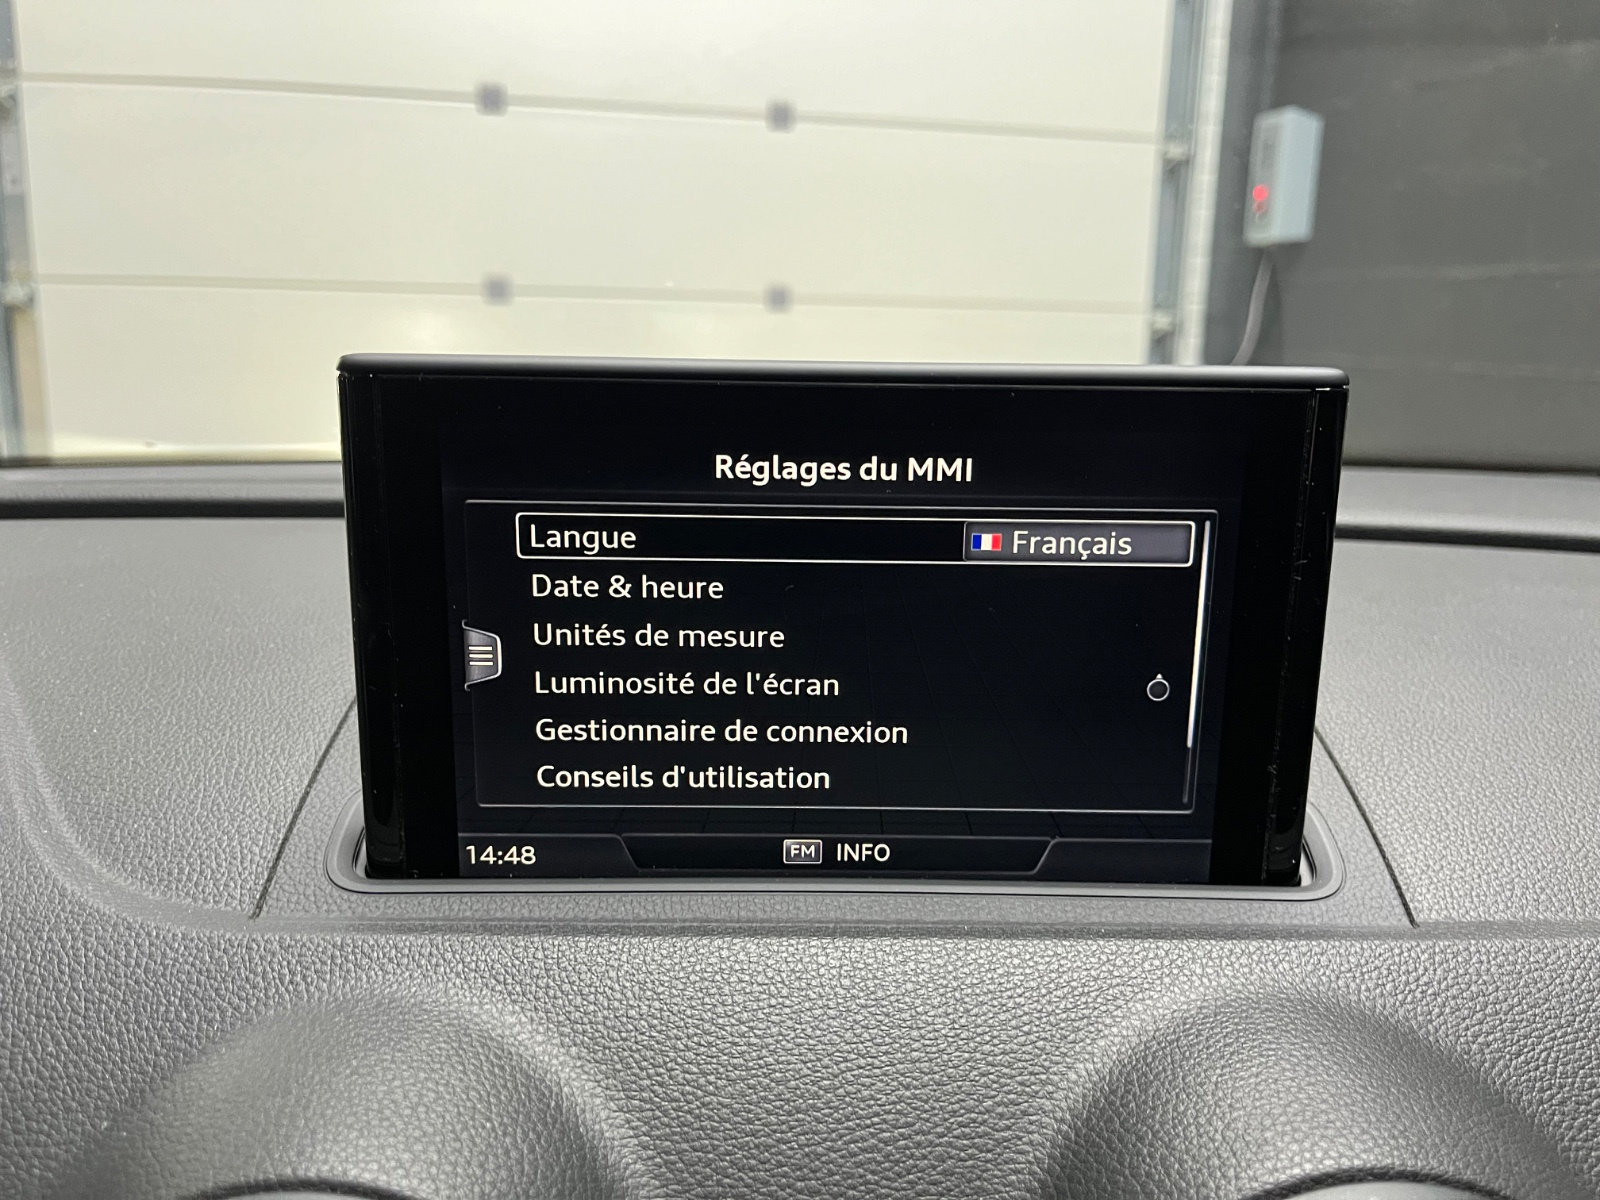 Réglages du MMI
Langue Français
Date & heure
Unités de mesure
Luminosité de l'écran
Gestionnaire de connexion
Conseils d'utilisation
14:48 FM INFO